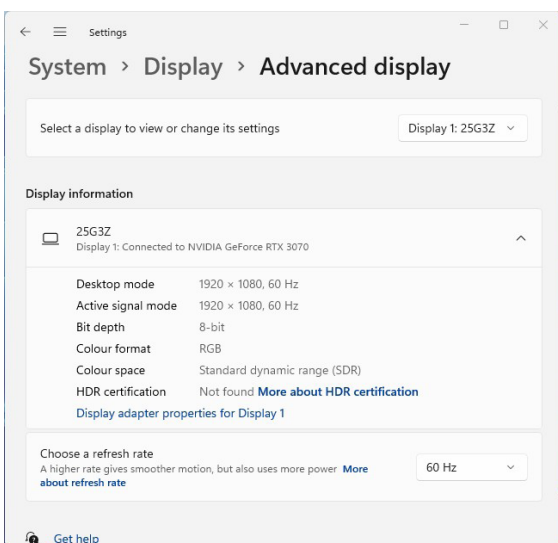 Settings
System > Display > Advanced display
Select a display to view or change its settings
Display 1: 25G3Z
Display information
25G3Z
Display 1: Connected to NVIDIA GeForce RTX 3070
Desktop mode 1920 × 1080, 60 Hz
Active signal mode 1920 × 1080, 60 Hz
Bit depth 8-bit
Colour format RGB
Colour space Standard dynamic range (SDR)
HDR certification Not found More about HDR certification
Display adapter properties for Display 1
Choose a refresh rate
A higher rate gives smoother motion, but also uses more power More
about refresh rate
60 Hz
Get help